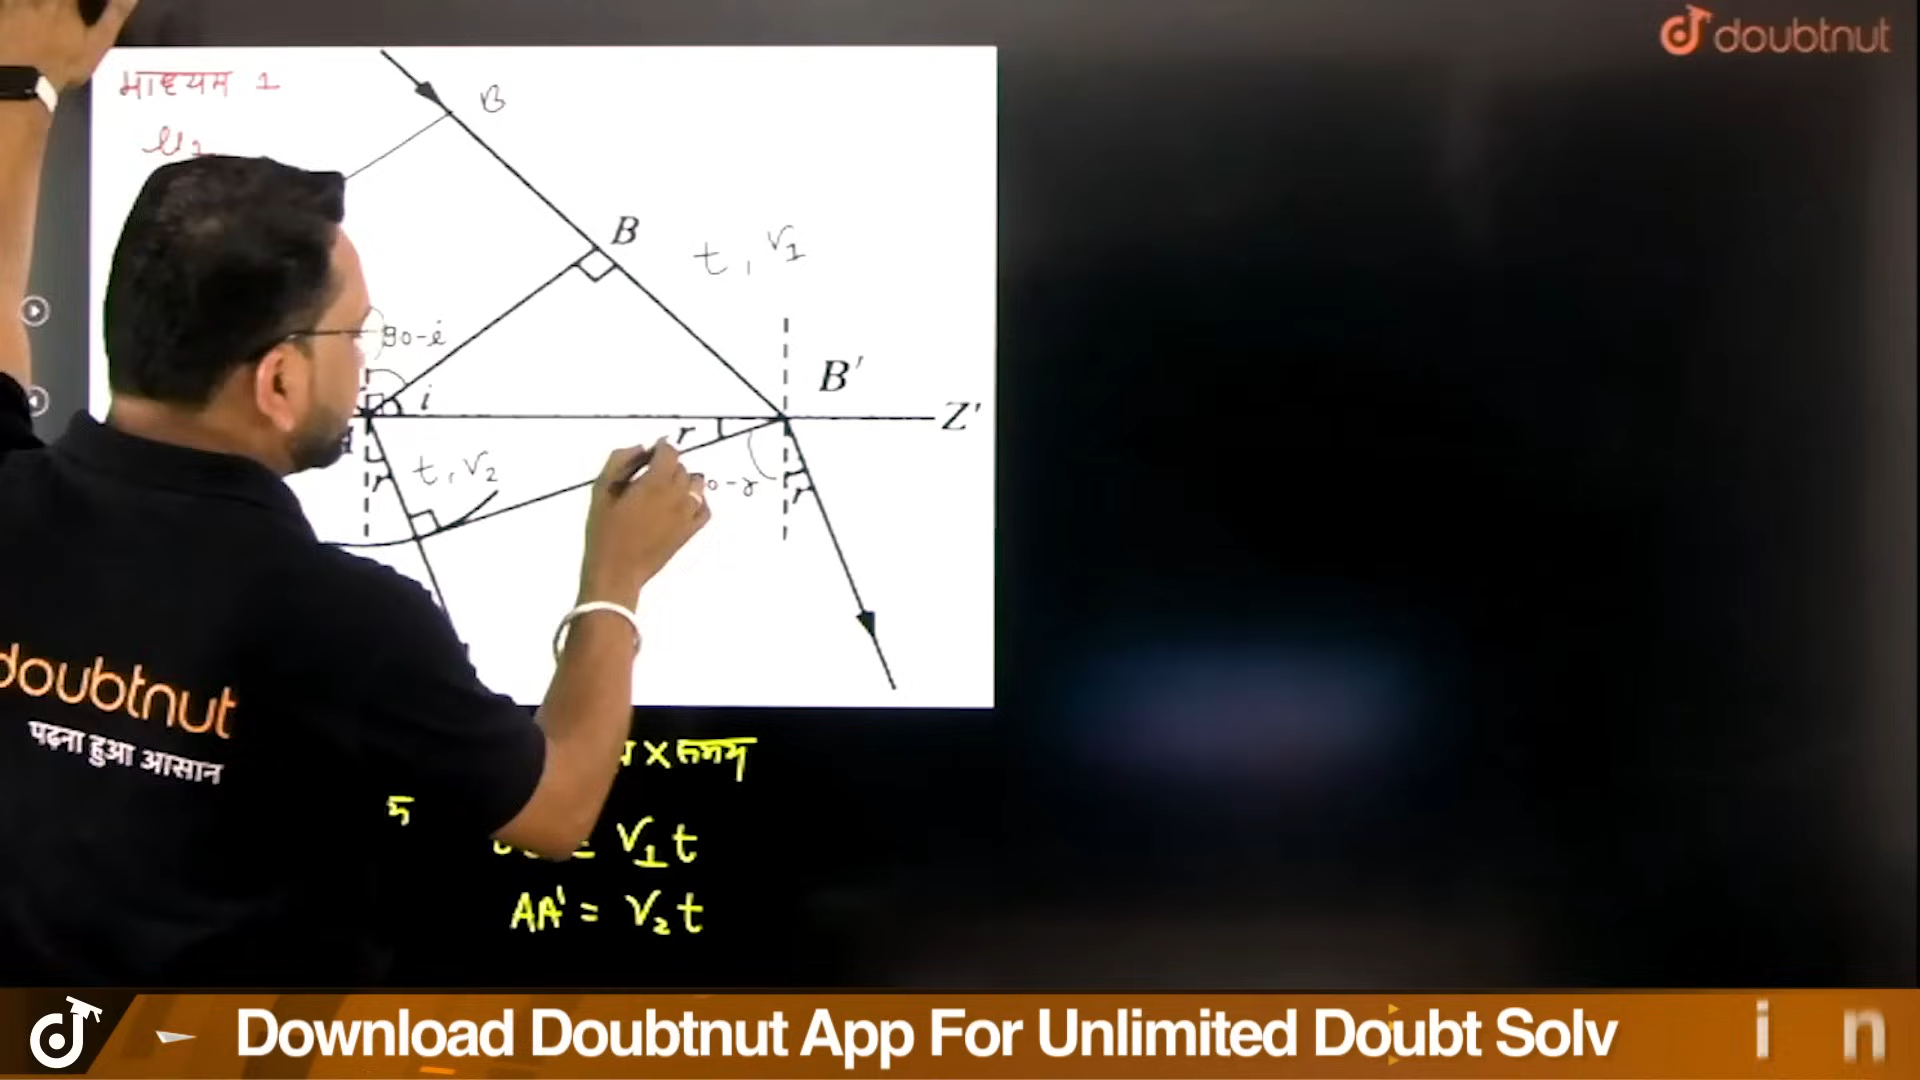 doubtnut
माध्यम 1
B
B
t, V1
90-i
B'
i
Z'
r
t, V2
r
r
doubtnut
पढ़ना हुआ आसान
x समय
= V1t
AA' = V2t
Download Doubtnut App For Unlimited Doubt Solv
i n